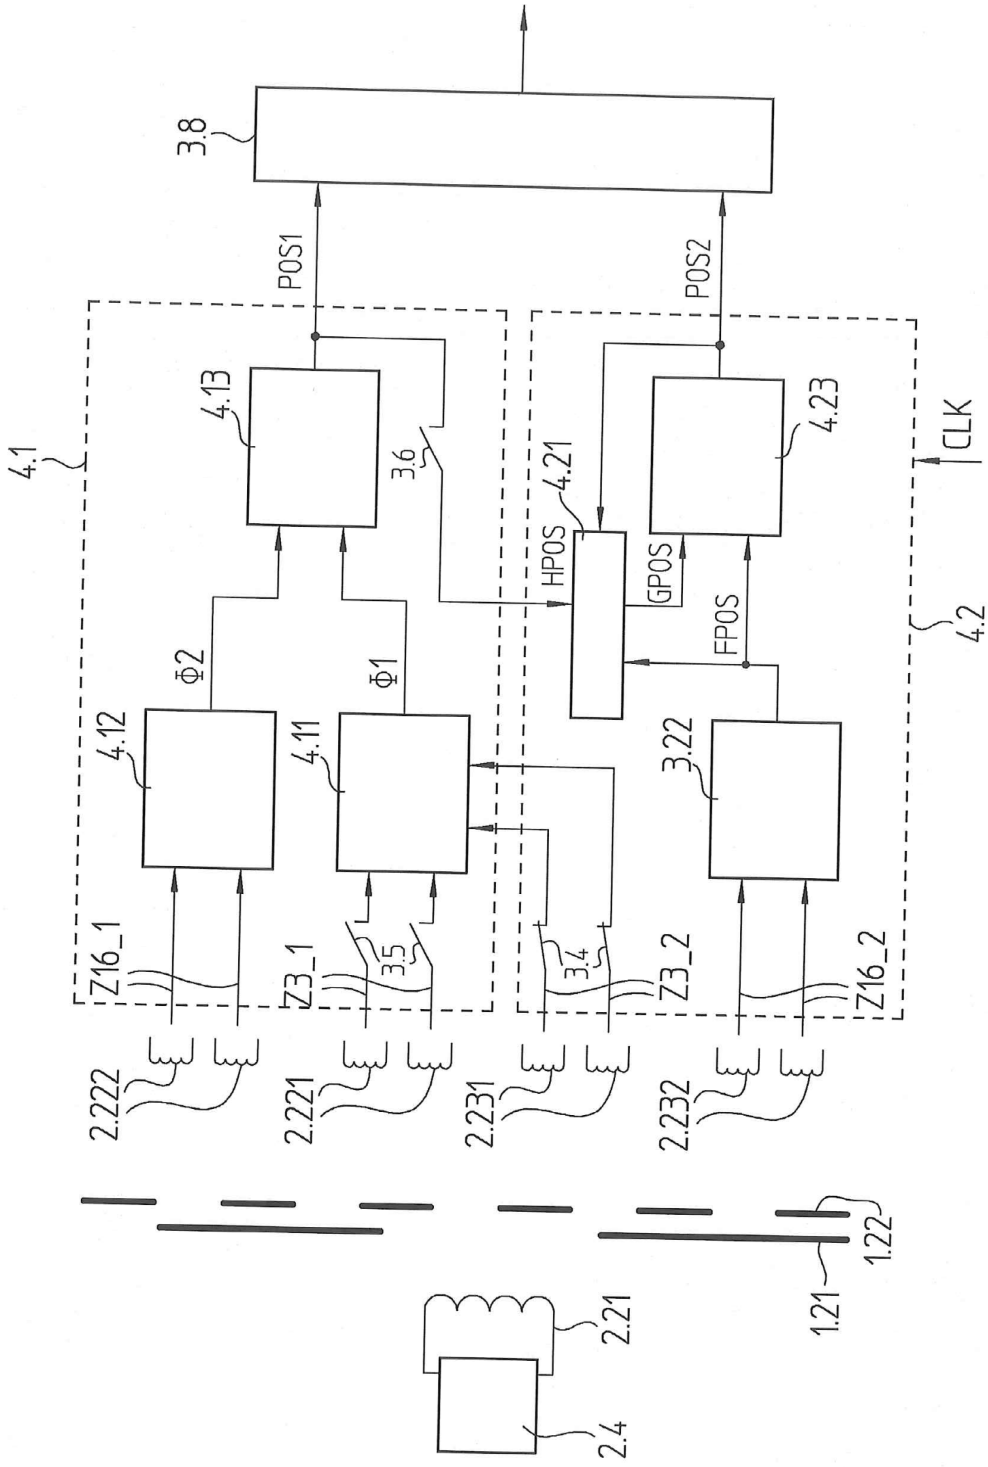 3.8
POS1
POS2
4.1
4.13
3.6
4.21
HPOS
GPOS
FPOS
4.23
CLK
4.2
Φ2
Φ1
4.12
4.11
3.22
Z16_1
Z3_1
3.5
3.4
Z3_2
Z16_2
2.222
2.221
2.231
2.232
1.22
1.21
2.21
2.4